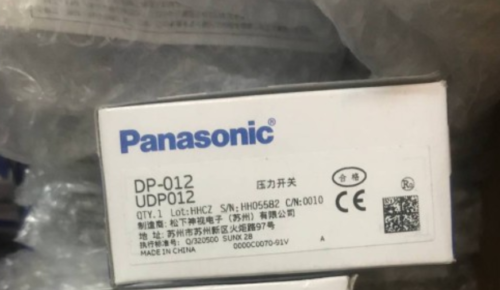 Panasonic
DP-012 压力开关 合格
UDP012
QTY.1 Lot:HHCZ S/N:HH05582 C/N:0010 CE
制造商: 松下神视电子(苏州)有限公司
地 址: 苏州市苏州新区火炬路97号
执行标准号: Q/320500 SUNX 28
MADE IN CHINA 0000C0070-01V